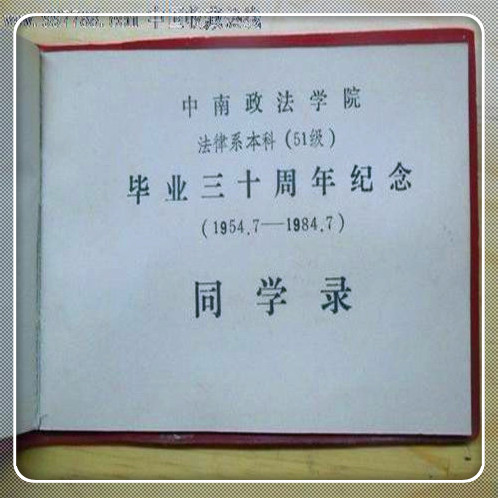 中南政法学院
法律系本科(51级)
毕业三十周年纪念
(1954.7—1984.7)
同学录